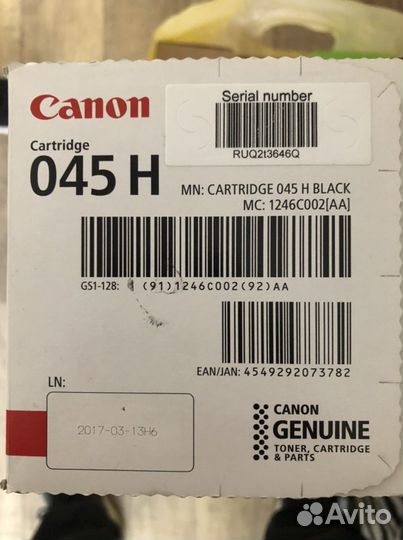 Canon
Serial number
RUQ2t3646Q
Cartridge
045 H
MN: CARTRIDGE 045 H BLACK
MC: 1246C002[AA]
GS1-128: (91)1246C002(92)AA
EAN/JAN: 4549292073782
LN:
2017-03-13H6
CANON
GENUINE
TONER, CARTRIDGE
& PARTS
Avito